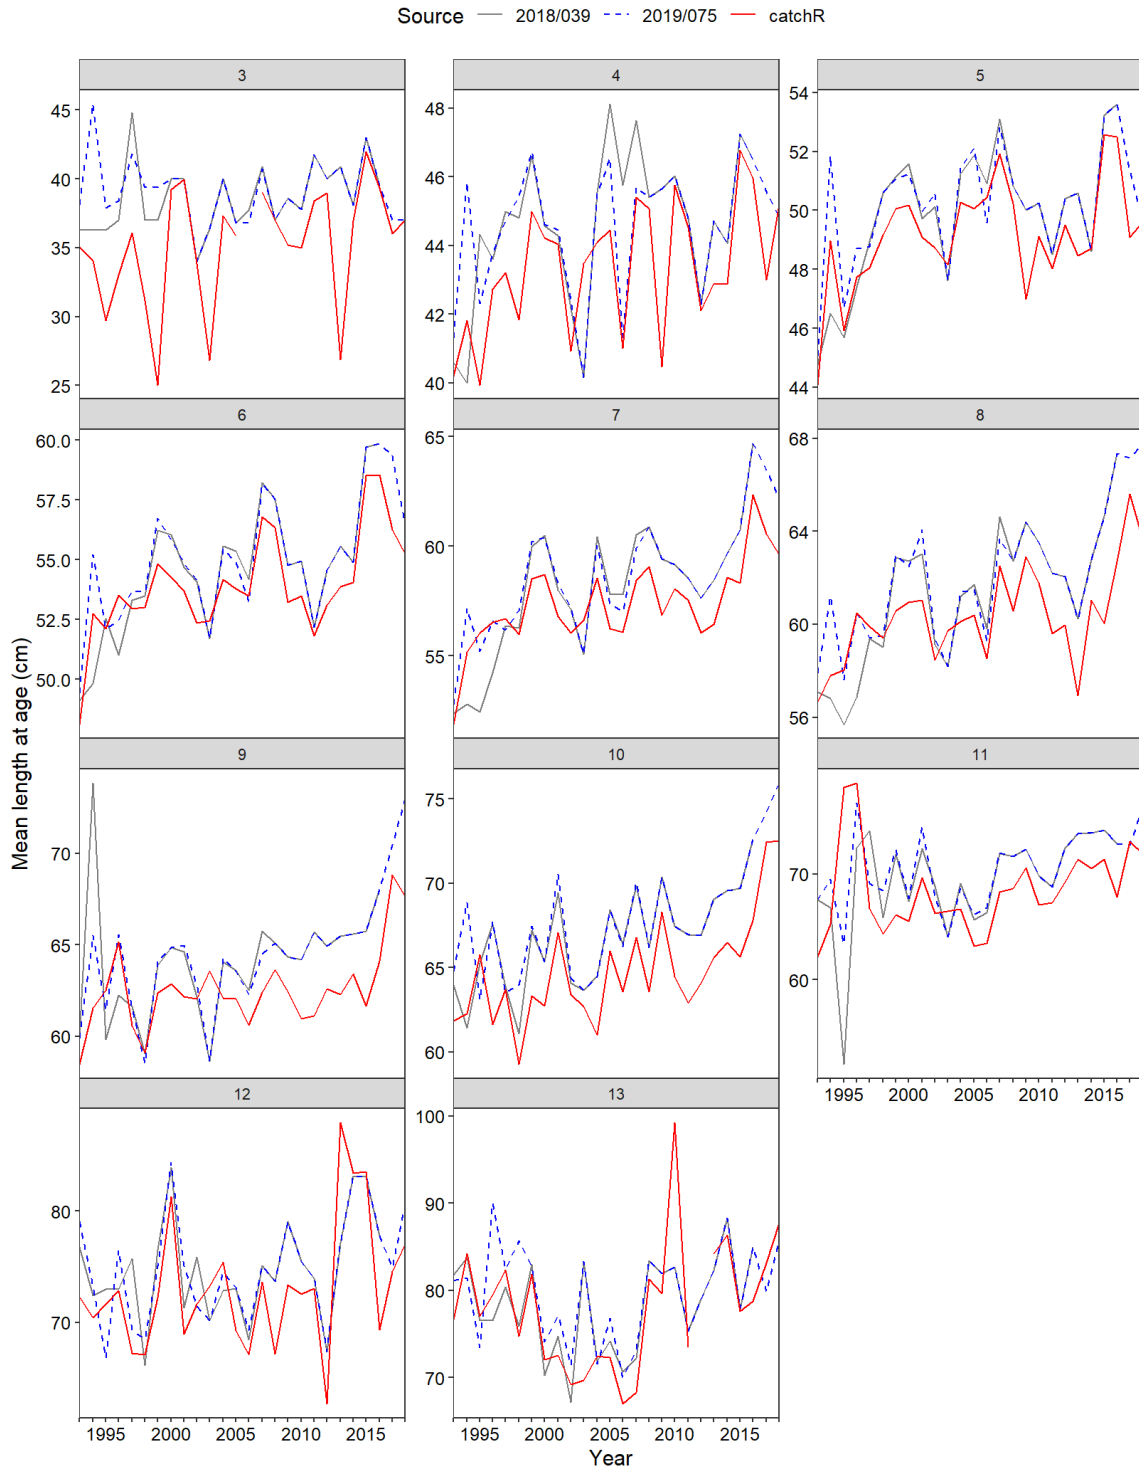 Source 2018/039 2019/075 catchR
3 4 5
45 40 35 30 25
48 46 44 42 40
54 52 50 48 46 44
6 7 8
60.0 57.5 55.0 52.5 50.0
65 60 55
68 64 60 56
Mean length at age (cm)
9 10 11
70 65 60
75 70 65 60
70 60
1995 2000 2005 2010 2015
12 13
80 70
100 90 80 70
1995 2000 2005 2010 2015
1995 2000 2005 2010 2015
Year